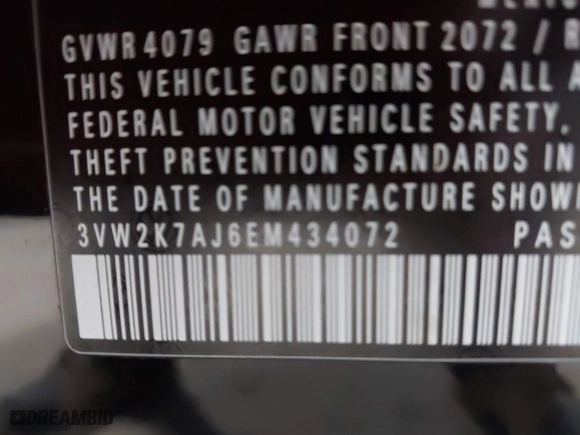 GVWR 4079 GAWR FRONT 2072 / R
THIS VEHICLE CONFORMS TO ALL A
FEDERAL MOTOR VEHICLE SAFETY,
THEFT PREVENTION STANDARDS IN
THE DATE OF MANUFACTURE SHOW
3VW2K7AJ6EM434072 PAS
DREAMBID